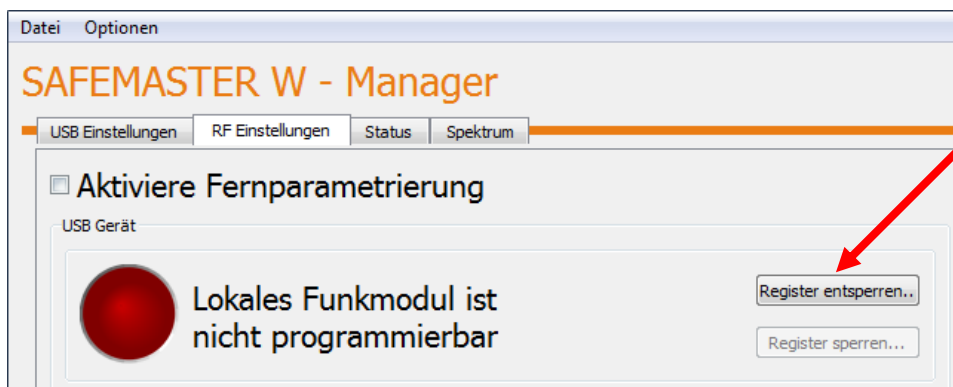 Datei Optionen
SAFEMASTER W - Manager
USB Einstellungen RF Einstellungen Status Spektrum
Aktiviere Fernparametrierung
USB Gerät
Lokales Funkmodul ist
nicht programmierbar
Register entsperren..
Register sperren...